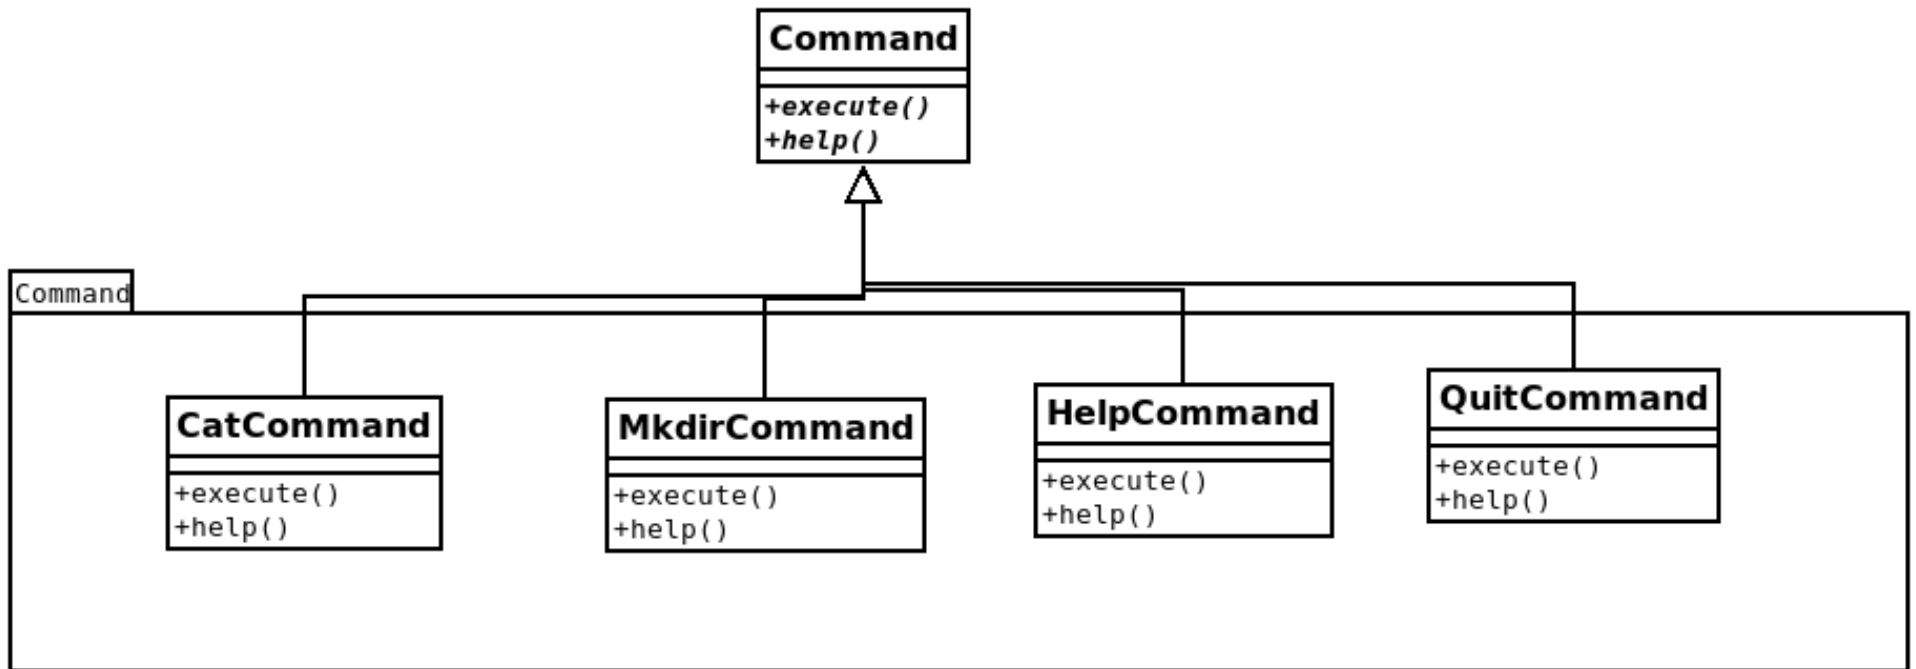 Command
+execute()
+help()
Command
CatCommand
+execute()
+help()
MkdirCommand
+execute()
+help()
HelpCommand
+execute()
+help()
QuitCommand
+execute()
+help()